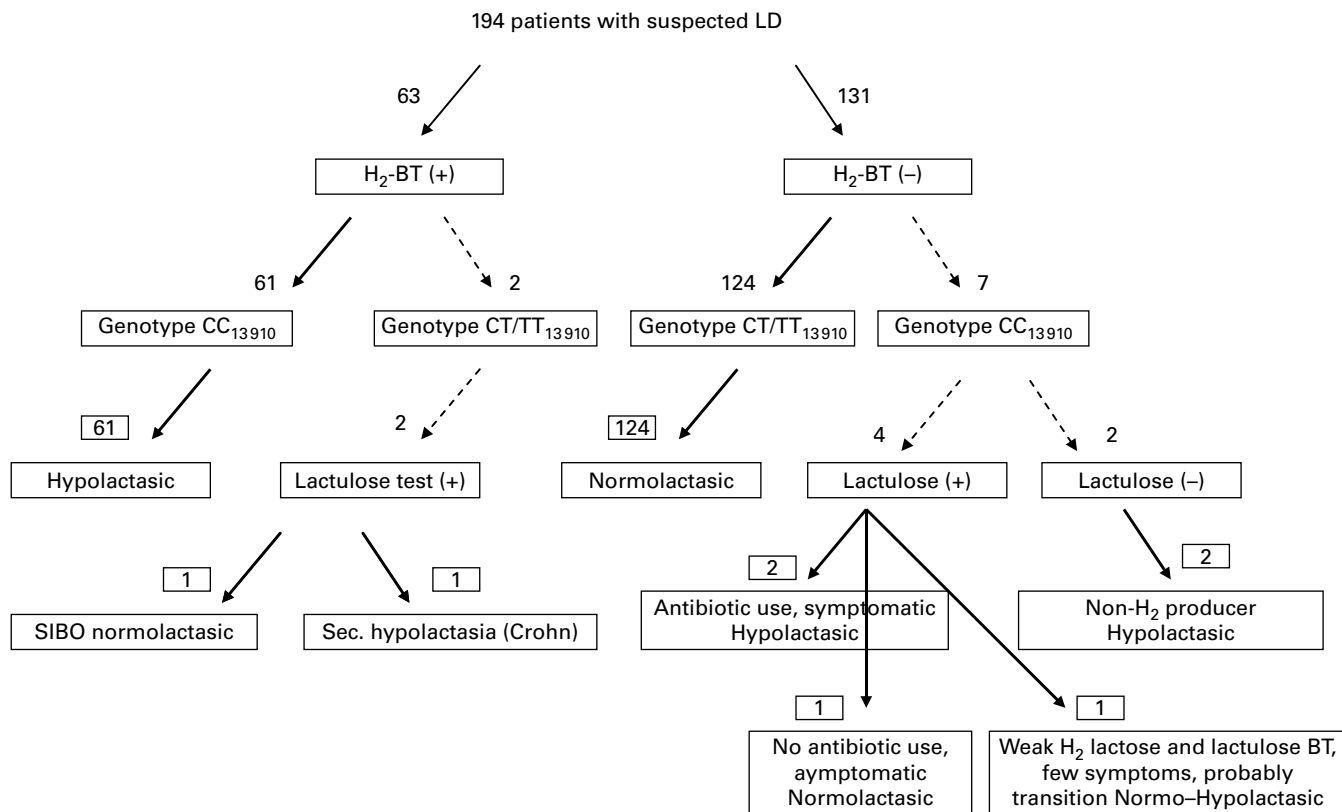 194 patients with suspected LD
63
131
H₂-BT (+)
H₂-BT (–)
61
2
124
7
Genotype CC₁₃₉₁₀
Genotype CT/TT₁₃₉₁₀
Genotype CT/TT₁₃₉₁₀
Genotype CC₁₃₉₁₀
61
2
124
4
2
Hypolactasic
Lactulose test (+)
Normolactasic
Lactulose (+)
Lactulose (–)
1
1
2
2
SIBO normolactasic
Sec. hypolactasia (Crohn)
Antibiotic use, symptomatic
Hypolactasic
Non-H₂ producer
Hypolactasic
1
1
No antibiotic use,
aymptomatic
Normolactasic
Weak H₂ lactose and lactulose BT,
few symptoms, probably
transition Normo–Hypolactasic